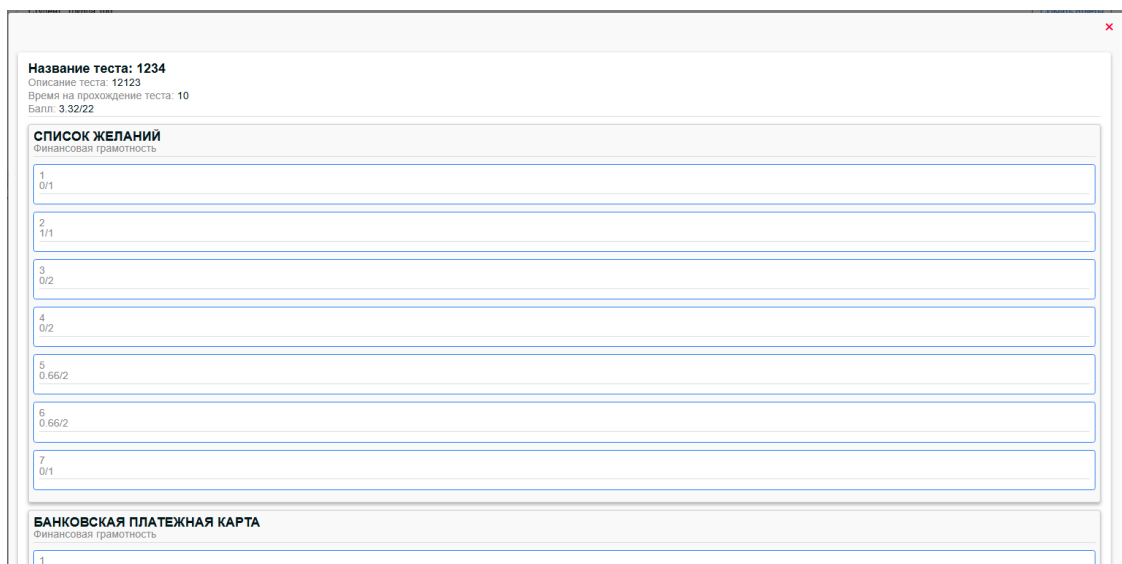 Название теста: 1234
Описание теста: 12123
Время на прохождение теста: 10
Балл: 3.32/22
СПИСОК ЖЕЛАНИЙ
Финансовая грамотность
1
0/1
2
1/1
3
0/2
4
0/2
5
0.66/2
6
0.66/2
7
0/1
БАНКОВСКАЯ ПЛАТЕЖНАЯ КАРТА
Финансовая грамотность
1